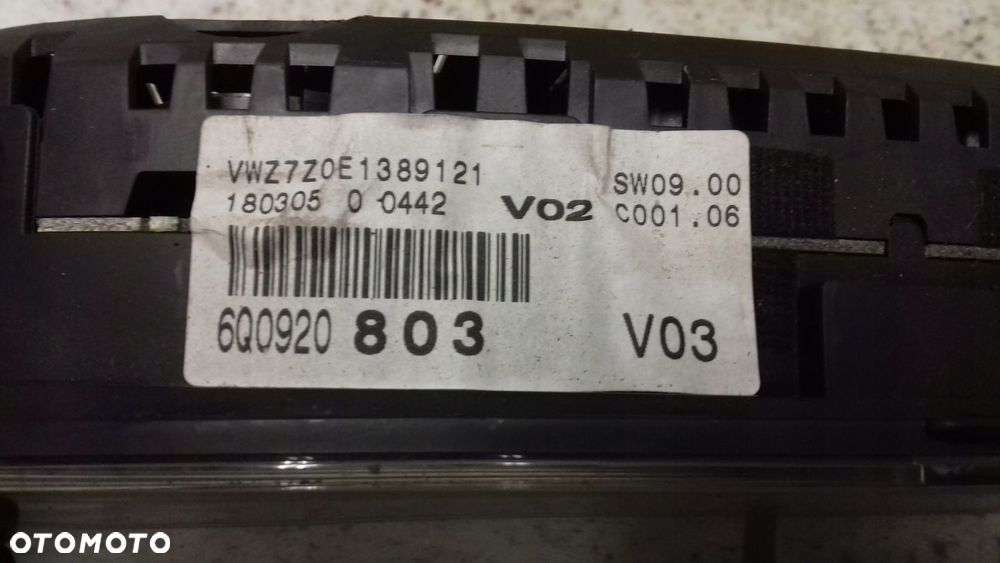 VWZ7Z0E1389121
180305 0 0442
V02
SW09.00
C001.06
6Q0920 803
V03
OTOMOTO